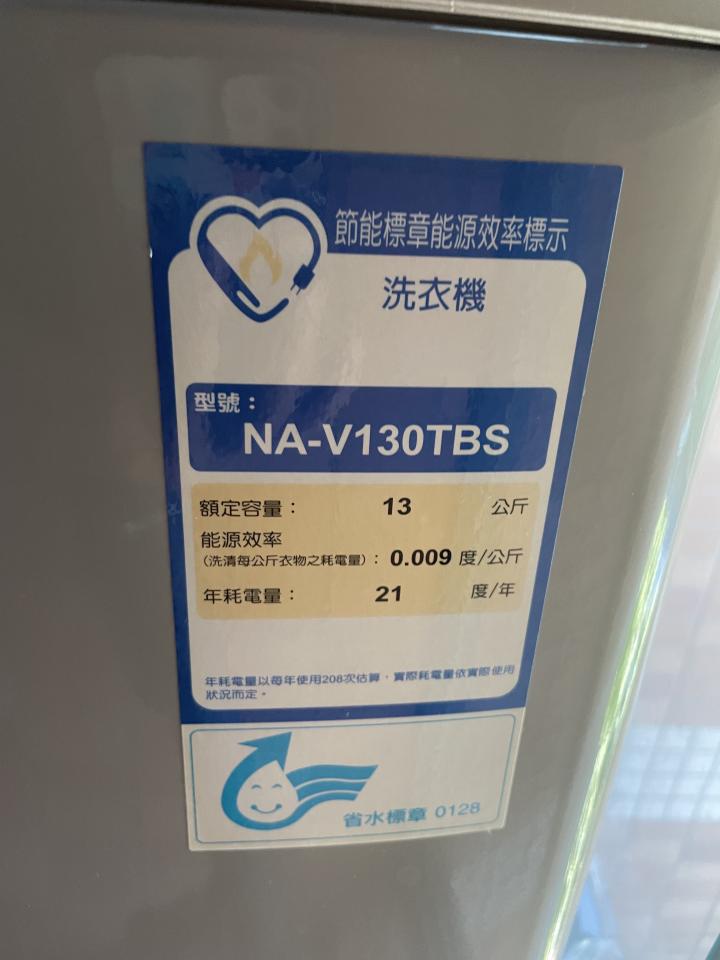 節能標章能源效率標示
洗衣機
型號：
NA-V130TBS
額定容量： 13 公斤
能源效率
(洗清每公斤衣物之耗電量)： 0.009 度/公斤
年耗電量： 21 度/年
年耗電量以每年使用208次估算，實際耗電量依實際使用
狀況而定。
省水標章 0128